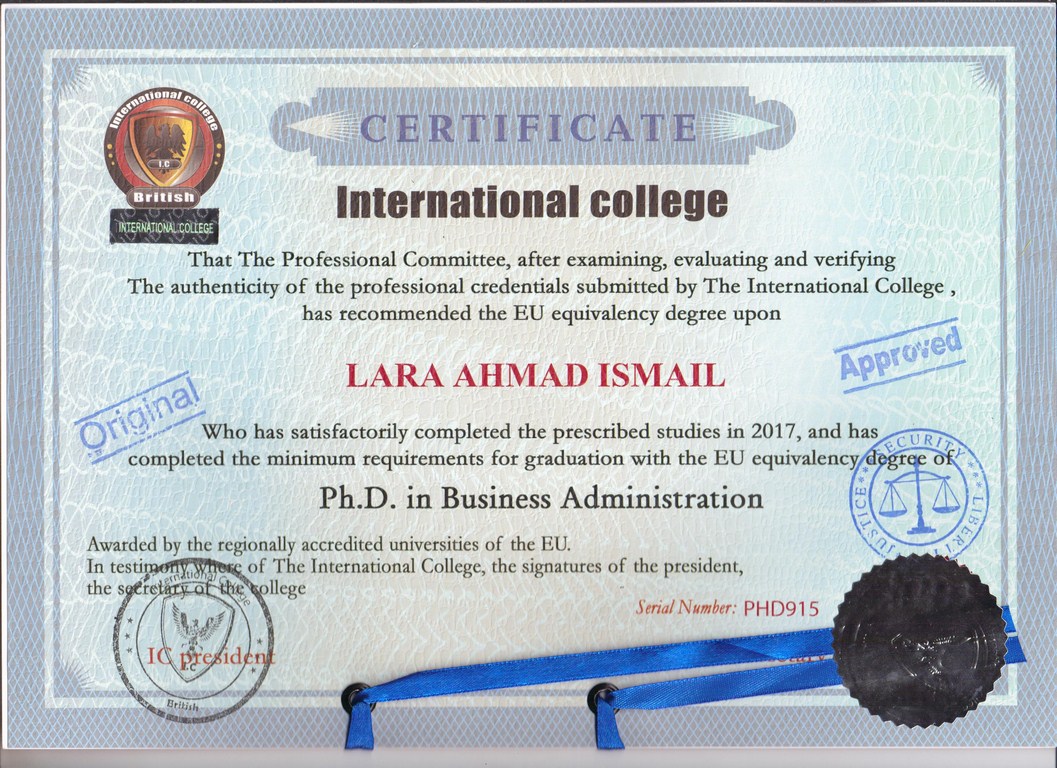 International college
I.C
British
INTERNATIONAL COLLEGE
CERTIFICATE
International college
That The Professional Committee, after examining, evaluating and verifying
The authenticity of the professional credentials submitted by The International College ,
has recommended the EU equivalency degree upon
Approved
LARA AHMAD ISMAIL
Original
Who has satisfactorily completed the prescribed studies in 2017, and has
completed the minimum requirements for graduation with the EU equivalency degree of
SECURITY
JUSTICE
LIBERTY
Ph.D. in Business Administration
Awarded by the regionally accredited universities of the EU.
In testimony where of The International College, the signatures of the president,
the secretary of the college
Serial Number: PHD915
International College
I.C
British
IC president